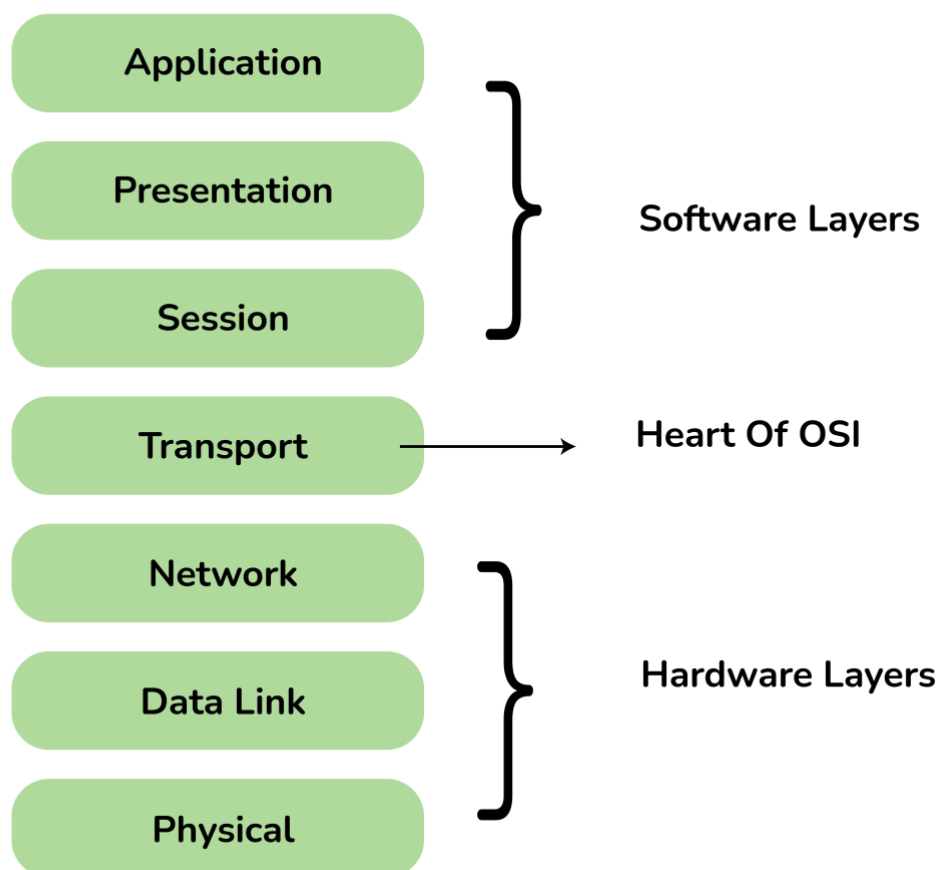 Application
Presentation
Software Layers
Session
Transport
Heart Of OSI
Network
Data Link
Hardware Layers
Physical